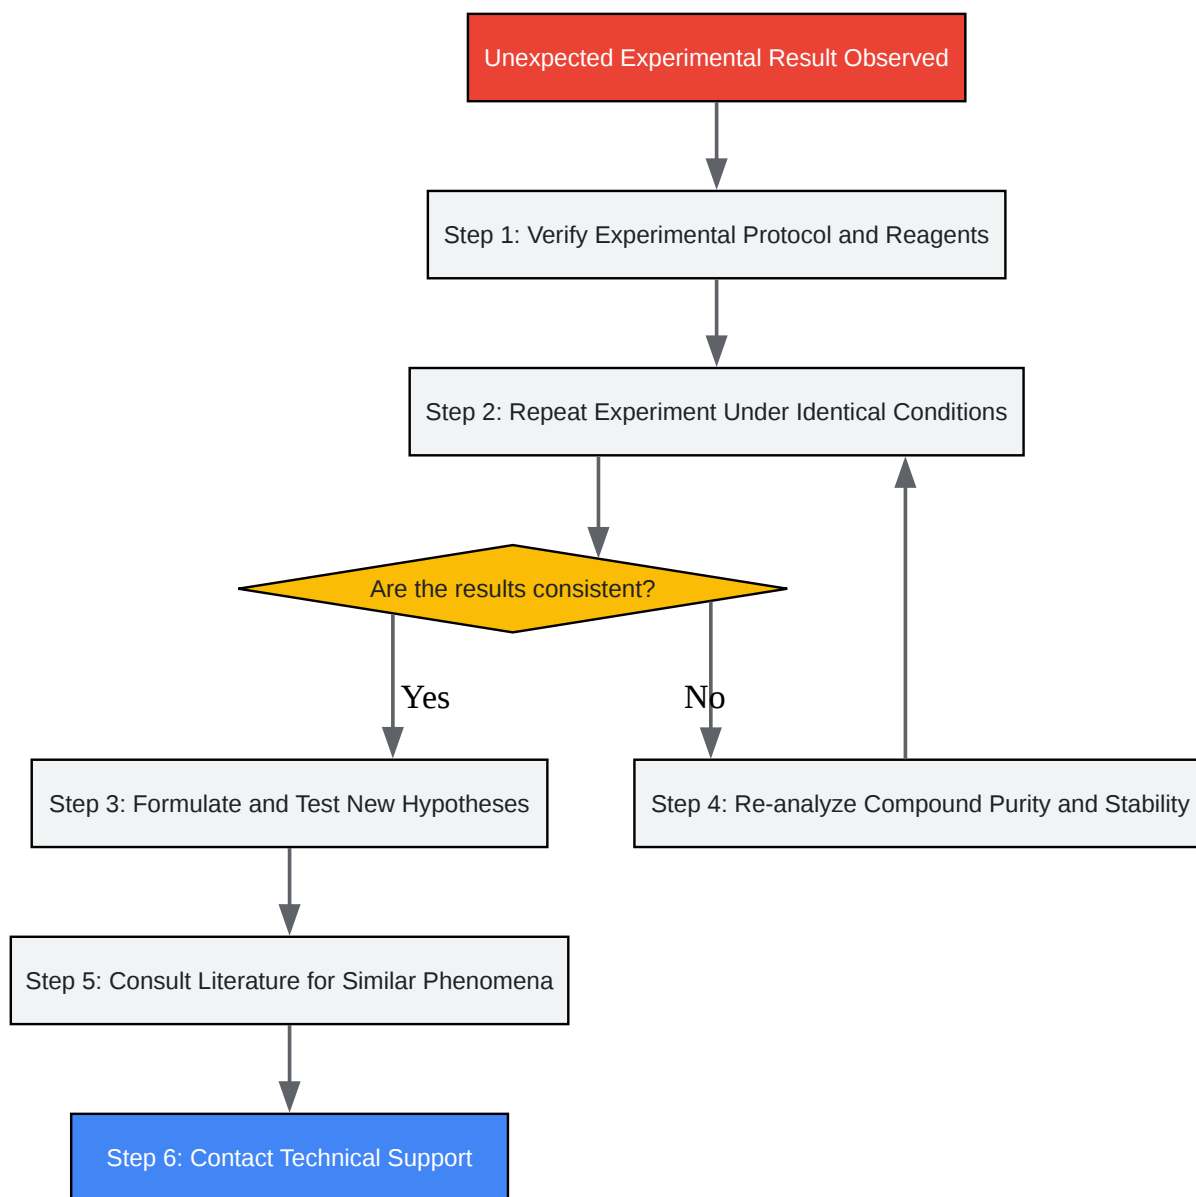 Unexpected Experimental Result Observed
Step 1: Verify Experimental Protocol and Reagents
Step 2: Repeat Experiment Under Identical Conditions
Are the results consistent?
Yes
No
Step 3: Formulate and Test New Hypotheses
Step 4: Re-analyze Compound Purity and Stability
Step 5: Consult Literature for Similar Phenomena
Step 6: Contact Technical Support